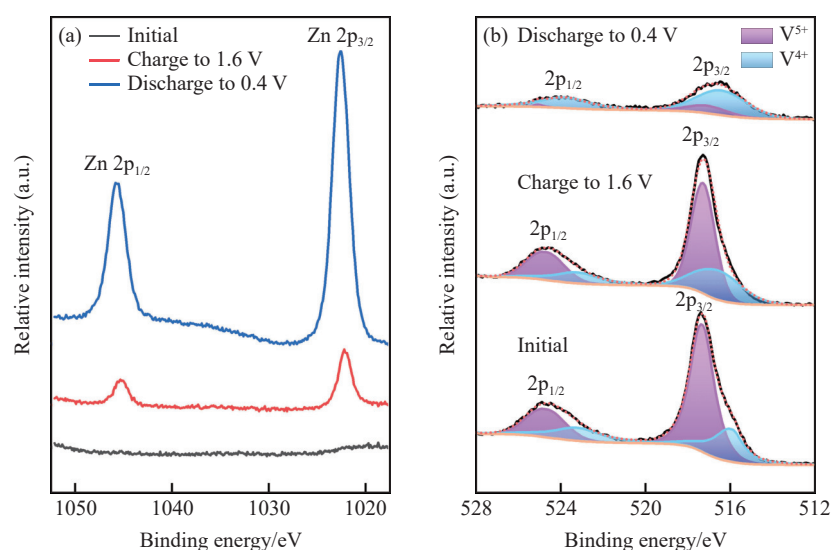 (a)
Initial
Charge to 1.6 V
Discharge to 0.4 V
Zn 2p3/2
Zn 2p1/2
Relative intensity (a.u.)
1050 1040 1030 1020
Binding energy/eV
(b) Discharge to 0.4 V
V5+
V4+
2p1/2
2p3/2
2p3/2
Charge to 1.6 V
2p1/2
2p3/2
Initial
2p1/2
Relative intensity (a.u.)
528 524 520 516 512
Binding energy/eV